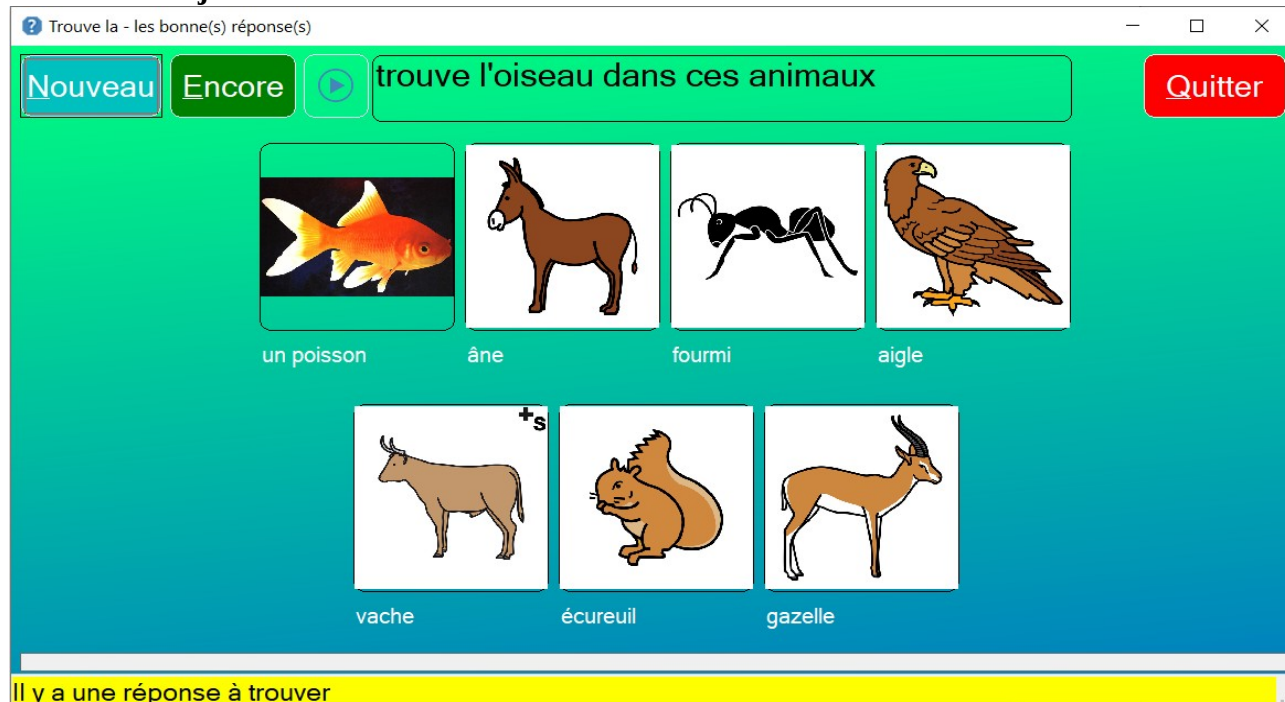 Trouve la - les bonne(s) réponse(s)
Nouveau Encore trouve l'oiseau dans ces animaux Quitter
un poisson âne fourmi aigle
+s
vache écureuil gazelle
Il y a une réponse à trouver